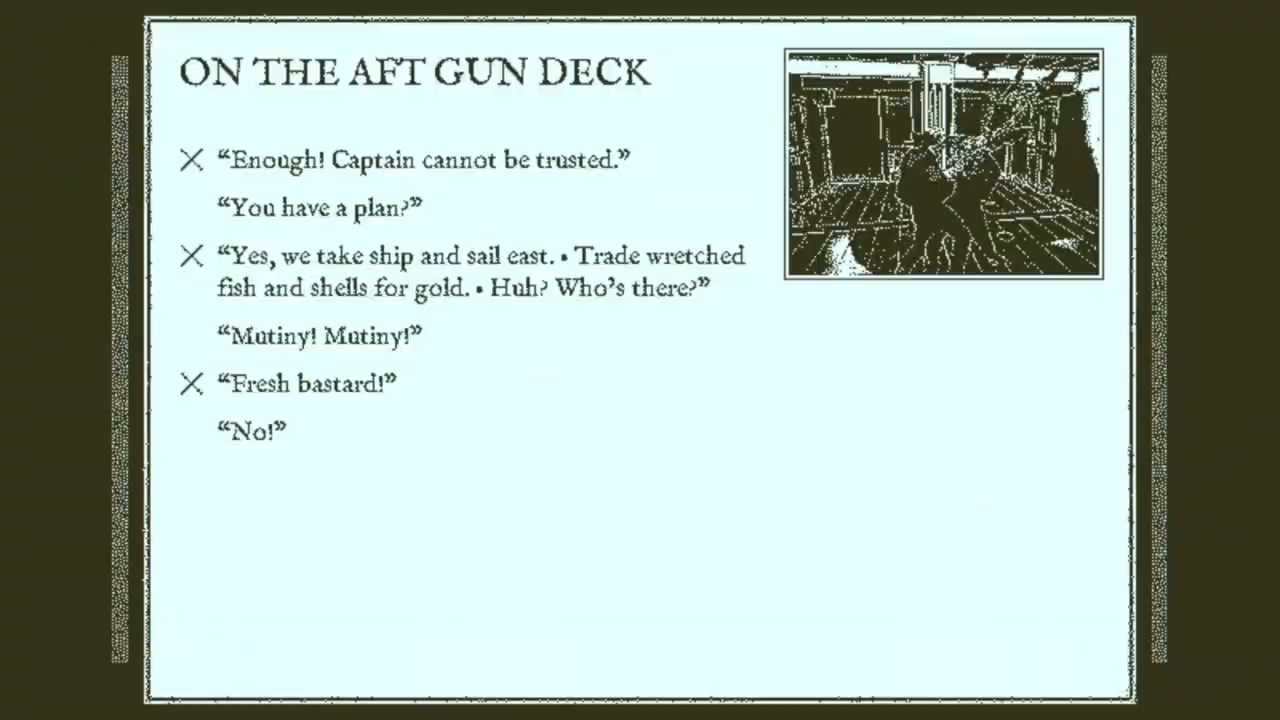 ON THE AFT GUN DECK
“Enough! Captain cannot be trusted.”
“You have a plan?”
“Yes, we take ship and sail east. • Trade wretched
fish and shells for gold. • Huh? Who’s there?”
“Mutiny! Mutiny!”
“Fresh bastard!”
“No!”